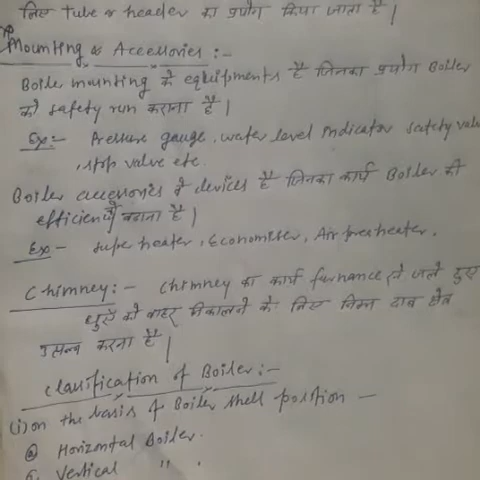 लिए Tube व header का प्रयोग किया जाता है।
Mounting & Accessories :-
Boiler mounting वे equipments है जिनका प्रयोग Boiler
को safety run कराना है।
Ex:- Pressure gauge, water level indicator safety valve
, stop valve etc.
Boiler accessories वे devices है जिनका कार्य Boiler की
efficiency बढाना है।
Ex - super heater, Economiser, Air preheater.
Chimney :- Chimney का कार्य furnance से जले हुए
धुएँ को बाहर निकालने के लिए निम्न दाब क्षेत्र
उत्पन्न करना है।
Classification of Boiler :-
(i) on the basis of Boiler shell position -
@ Horizontal Boiler.
Vertical " .